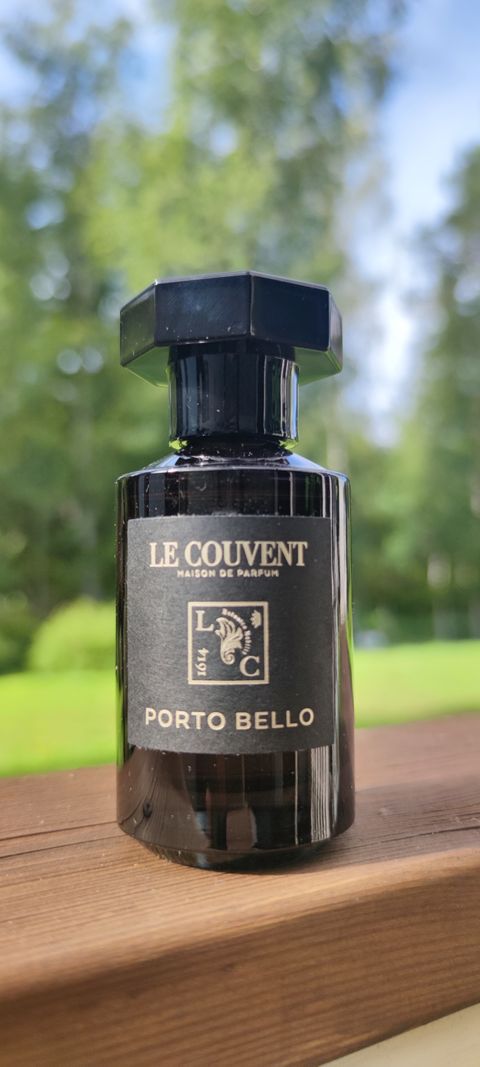 LE COUVENT
MAISON DE PARFUM
L
1614
C
PORTO BELLO